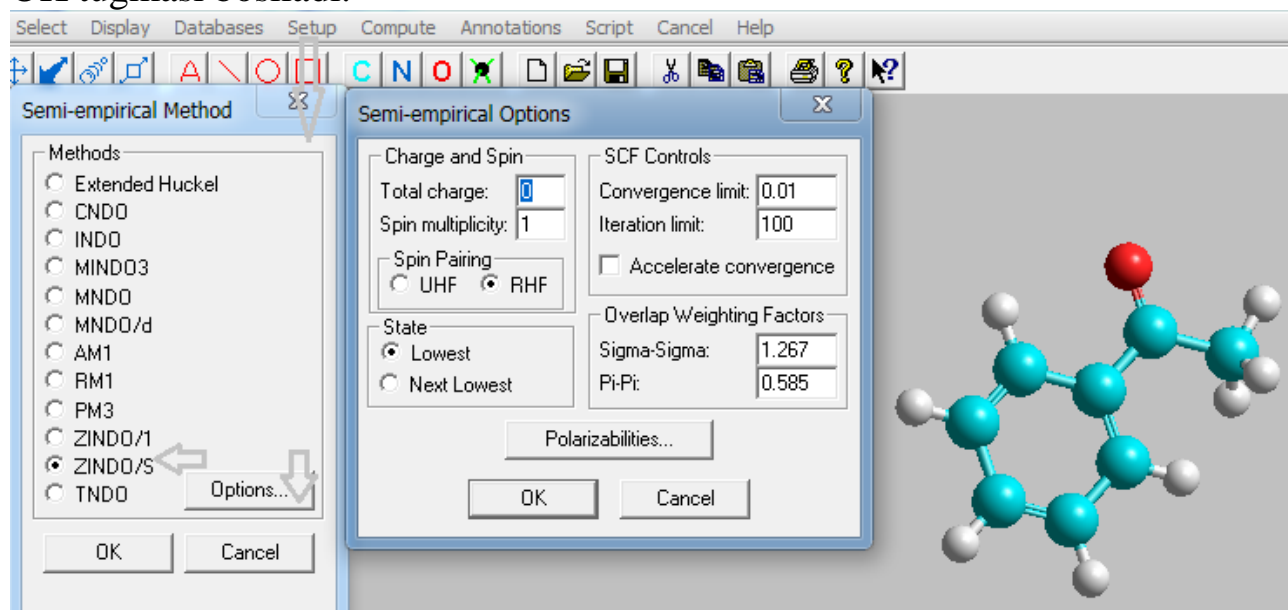 Select Display Databases Setup Compute Annotations Script Cancel Help
A C N O ? ?
Semi-empirical Method
Methods
Extended Huckel
CNDO
INDO
MINDO3
MNDO
MNDO/d
AM1
RM1
PM3
ZINDO/1
ZINDO/S
TNDO
Options...
OK Cancel
Semi-empirical Options
Charge and Spin
Total charge: 0
Spin multiplicity: 1
Spin Pairing
UHF RHF
State
Lowest
Next Lowest
SCF Controls
Convergence limit: 0.01
Iteration limit: 100
Accelerate convergence
Overlap Weighting Factors
Sigma-Sigma: 1.267
Pi-Pi: 0.585
Polarizabilities...
OK Cancel